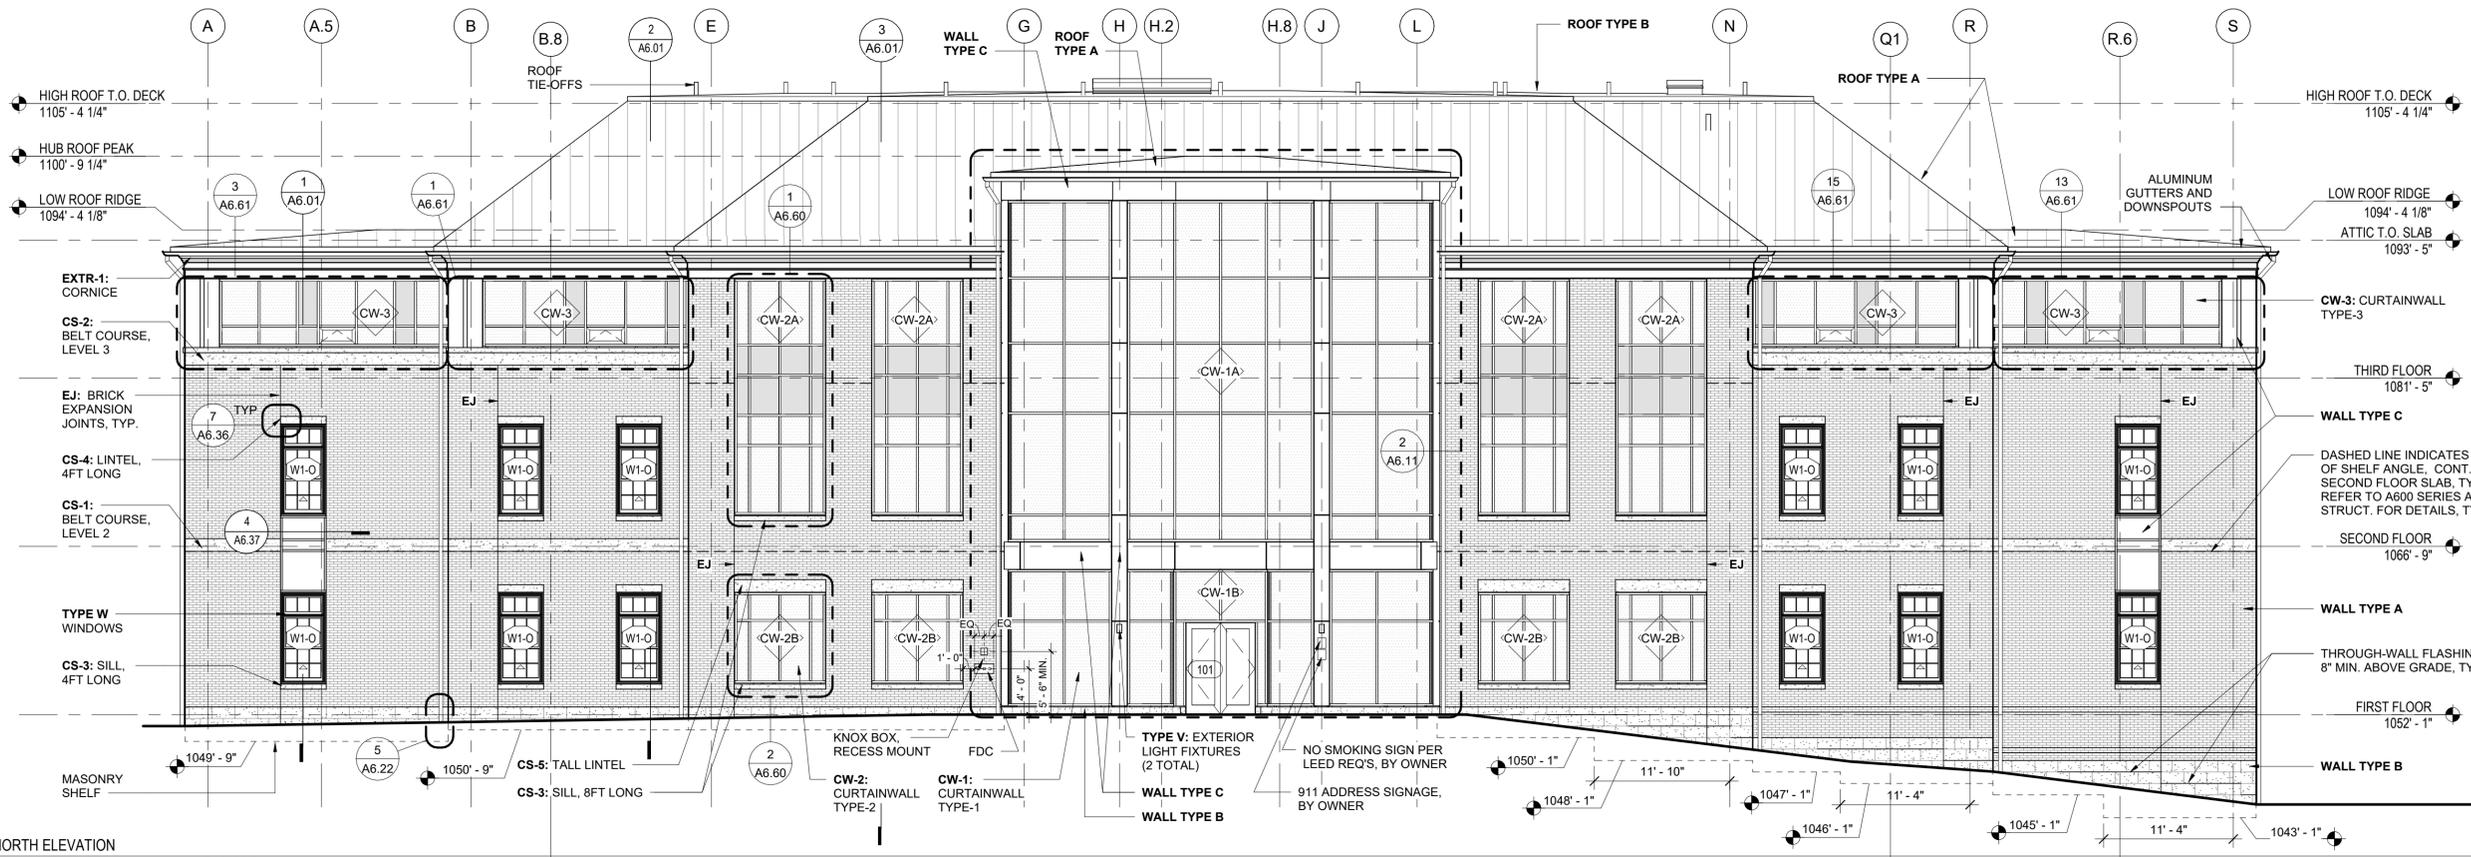 A
A.5
B
B.8
2
A6.01
E
3
A6.01
G
H
H.2
H.8
J
L
N
Q1
R
R.6
S
WALL
TYPE C
ROOF
TYPE A
ROOF TYPE B
ROOF TYPE A
ROOF
TIE-OFFS
HIGH ROOF T.O. DECK
1105' - 4 1/4"
HUB ROOF PEAK
1100' - 9 1/4"
LOW ROOF RIDGE
1094' - 4 1/8"
3
A6.61
1
A6.01
1
A6.61
1
A6.60
15
A6.61
13
A6.61
ALUMINUM
GUTTERS AND
DOWNSPOUTS
HIGH ROOF T.O. DECK
1105' - 4 1/4"
LOW ROOF RIDGE
1094' - 4 1/8"
ATTIC T.O. SLAB
1093' - 5"
EXTR-1:
CORNICE
CS-2:
BELT COURSE,
LEVEL 3
EJ: BRICK
EXPANSION
JOINTS, TYP.
7
A6.36
TYP
CS-4: LINTEL,
4FT LONG
CS-1:
BELT COURSE,
LEVEL 2
4
A6.37
TYPE W
WINDOWS
CS-3: SILL,
4FT LONG
MASONRY
SHELF
CW-3
CW-3
CW-2A
CW-2A
CW-1A
CW-2A
CW-2A
CW-3
CW-3
EJ
EJ
EJ
2
A6.11
W1-O
W1-O
W1-O
W1-O
W1-O
W1-O
EJ
EJ
W1-O
W1-O
W1-O
CW-2B
CW-2B
CW-1B
CW-2B
CW-2B
W1-O
W1-O
W1-O
EQ
EQ
1' - 0"
4' - 0"
5' - 6" MIN.
101
CW-3: CURTAINWALL
TYPE-3
THIRD FLOOR
1081' - 5"
WALL TYPE C
DASHED LINE INDICATES
OF SHELF ANGLE, CONT.
SECOND FLOOR SLAB, TY
REFER TO A600 SERIES A
STRUCT. FOR DETAILS, T
SECOND FLOOR
1066' - 9"
WALL TYPE A
THROUGH-WALL FLASHIN
8" MIN. ABOVE GRADE, TY
FIRST FLOOR
1052' - 1"
WALL TYPE B
1049' - 9"
5
A6.22
1050' - 9"
CS-5: TALL LINTEL
CS-3: SILL, 8FT LONG
2
A6.60
KNOX BOX,
RECESS MOUNT
FDC
CW-2:
CURTAINWALL
TYPE-2
CW-1:
CURTAINWALL
TYPE-1
TYPE V: EXTERIOR
LIGHT FIXTURES
(2 TOTAL)
WALL TYPE C
WALL TYPE B
NO SMOKING SIGN PER
LEED REQ'S, BY OWNER
911 ADDRESS SIGNAGE,
BY OWNER
1050' - 1"
1048' - 1"
11' - 10"
1047' - 1"
1046' - 1"
11' - 4"
1045' - 1"
11' - 4"
1043' - 1"
ORTH ELEVATION